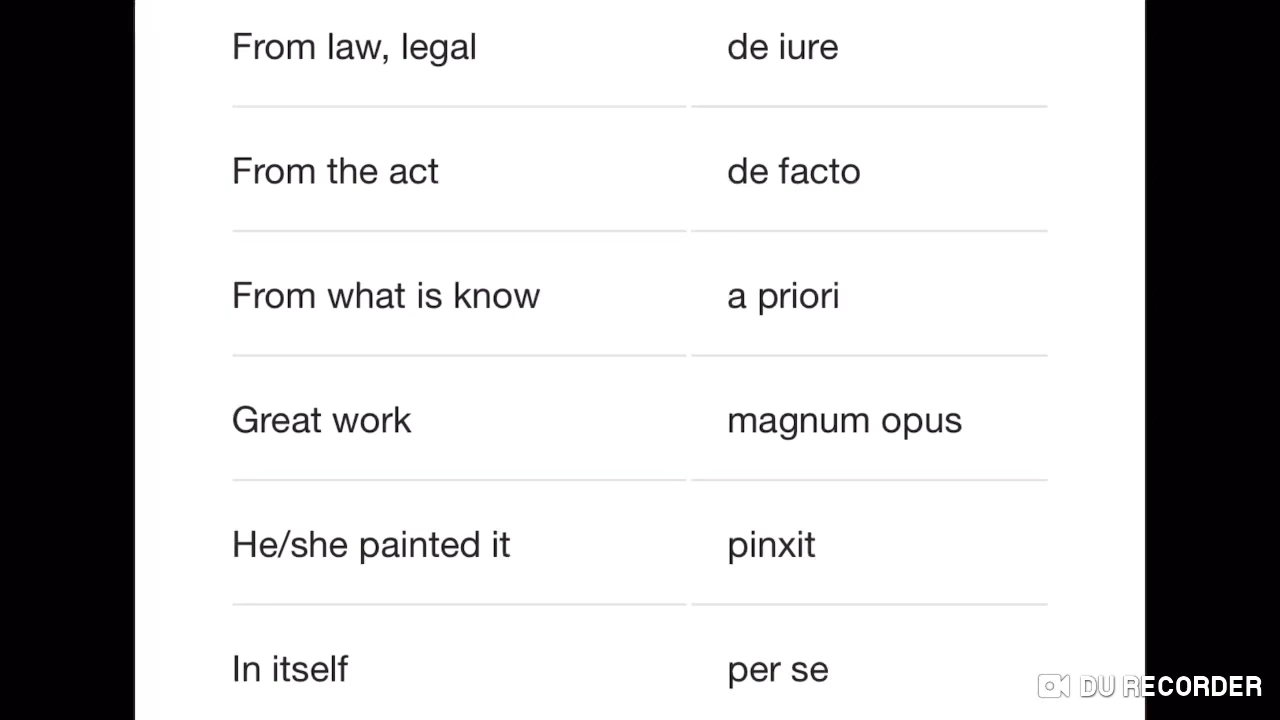 From law, legal de iure
From the act de facto
From what is know a priori
Great work magnum opus
He/she painted it pinxit
In itself per se
DU RECORDER